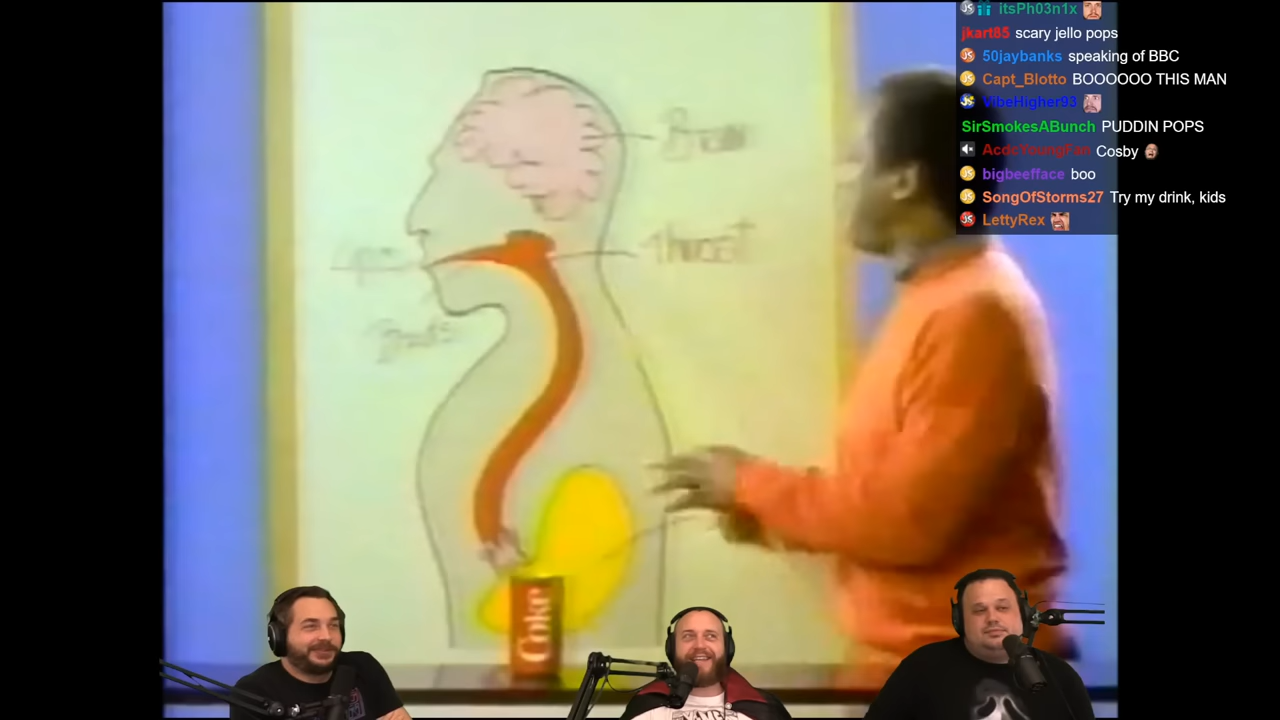 itsPh03n1x
jkart85 scary jello pops
50jaybanks speaking of BBC
Capt_Blotto BOOOOOO THIS MAN
VibeHigher93
SirSmokesABunch PUDDIN POPS
AcdcYoungFan Cosby
bigbeefface boo
SongOfStorms27 Try my drink, kids
LettyRex
Brain
throat
Coke